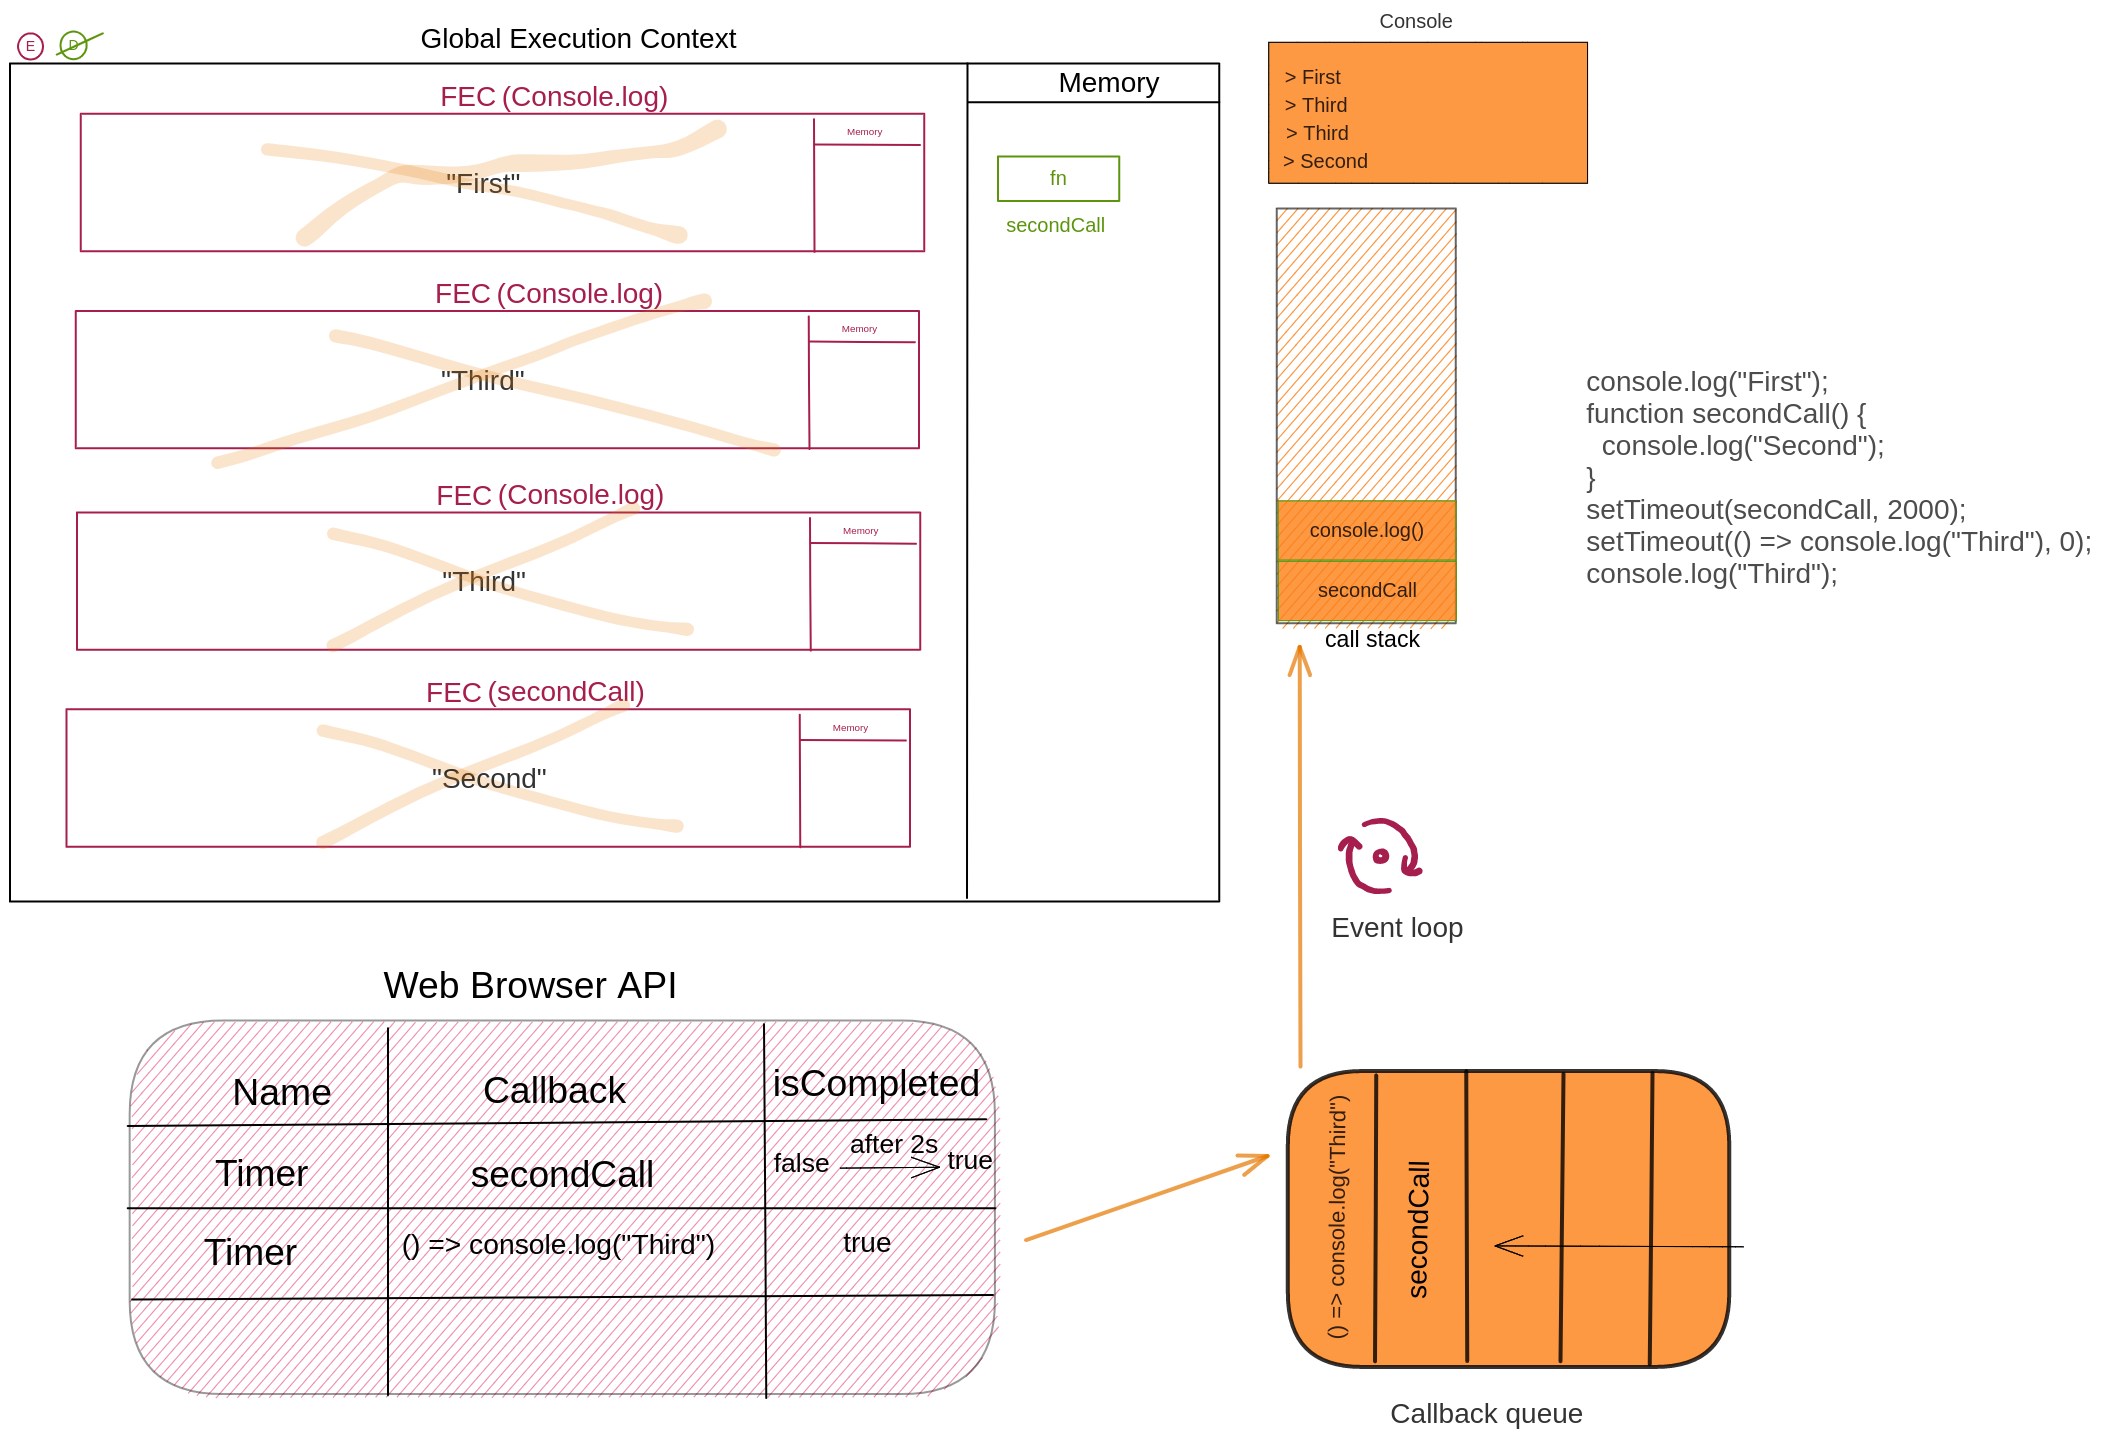 E
D
Global Execution Context
Memory
FEC (Console.log)
Memory
"First"
FEC (Console.log)
Memory
"Third"
FEC (Console.log)
Memory
"Third"
FEC (secondCall)
Memory
"Second"
fn
secondCall
Console
> First
> Third
> Third
> Second
console.log()
secondCall
call stack
console.log("First");
function secondCall() {
console.log("Second");
}
setTimeout(secondCall, 2000);
setTimeout(() => console.log("Third"), 0);
console.log("Third");
Event loop
Web Browser API
Name Callback isCompleted
Timer secondCall false after 2s true
Timer () => console.log("Third") true
() => console.log("Third")
secondCall
Callback queue